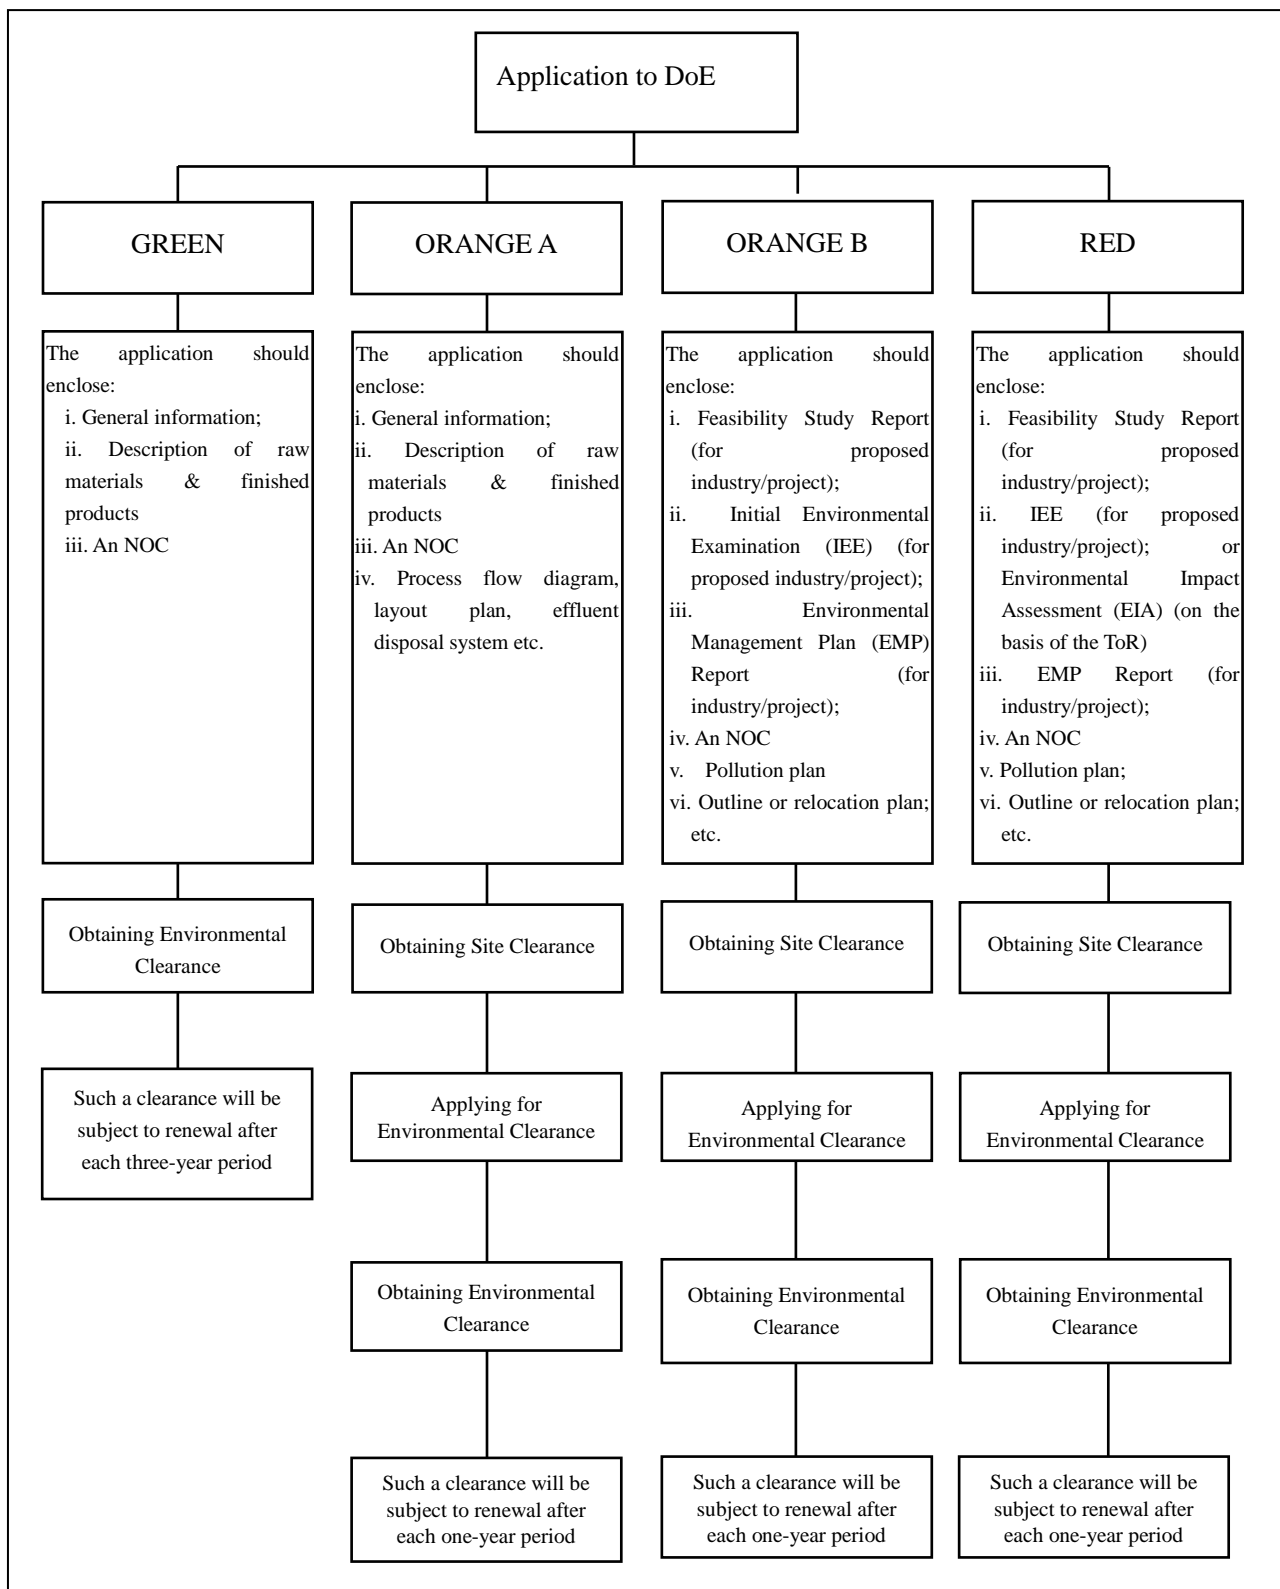 Application to DoE
GREEN
ORANGE A
ORANGE B
RED
The application should
enclose:
i. General information;
ii. Description of raw
materials & finished
products
iii. An NOC
The application should
enclose:
i. General information;
ii. Description of raw
materials & finished
products
iii. An NOC
iv. Process flow diagram,
layout plan, effluent
disposal system etc.
The application should
enclose:
i. Feasibility Study Report
(for proposed
industry/project);
ii. Initial Environmental
Examination (IEE) (for
proposed industry/project);
iii. Environmental
Management Plan (EMP)
Report (for
industry/project);
iv. An NOC
v. Pollution plan
vi. Outline or relocation plan;
etc.
The application should
enclose:
i. Feasibility Study Report
(for proposed
industry/project);
ii. IEE (for proposed
industry/project); or
Environmental Impact
Assessment (EIA) (on the
basis of the ToR)
iii. EMP Report (for
industry/project);
iv. An NOC
v. Pollution plan;
vi. Outline or relocation plan;
etc.
Obtaining Environmental
Clearance
Obtaining Site Clearance
Obtaining Site Clearance
Obtaining Site Clearance
Such a clearance will be
subject to renewal after
each three-year period
Applying for
Environmental Clearance
Applying for
Environmental Clearance
Applying for
Environmental Clearance
Obtaining Environmental
Clearance
Obtaining Environmental
Clearance
Obtaining Environmental
Clearance
Such a clearance will be
subject to renewal after
each one-year period
Such a clearance will be
subject to renewal after
each one-year period
Such a clearance will be
subject to renewal after
each one-year period